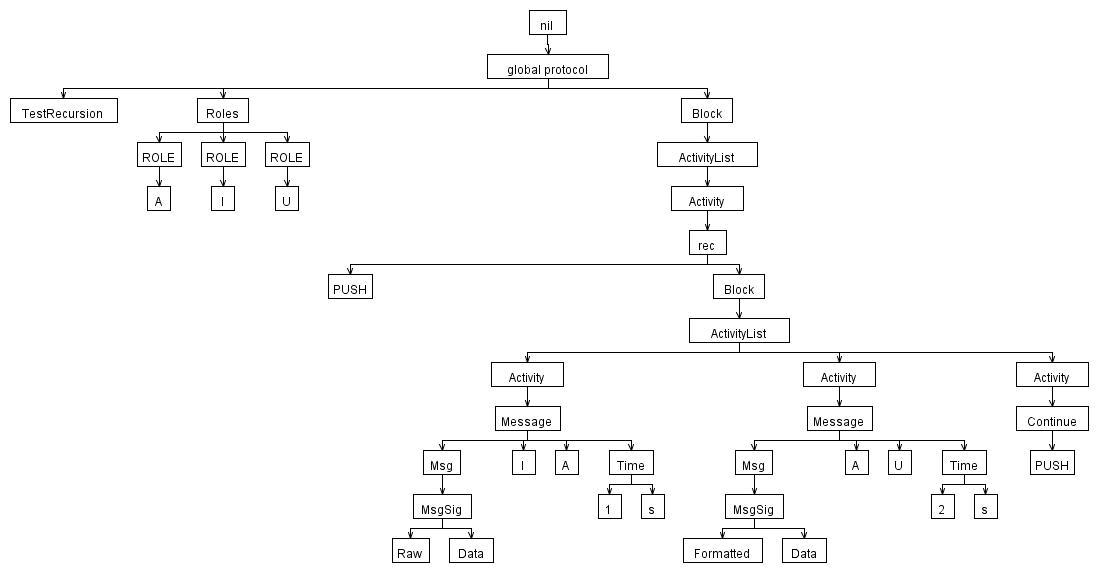 nil
global protocol
TestRecursion Roles Block
ROLE ROLE ROLE ActivityList
A I U Activity
rec
PUSH Block
ActivityList
Activity Activity Activity
Message Message Continue
Msg I A Time Msg A U Time PUSH
MsgSig 1 s MsgSig 2 s
Raw Data Formatted Data